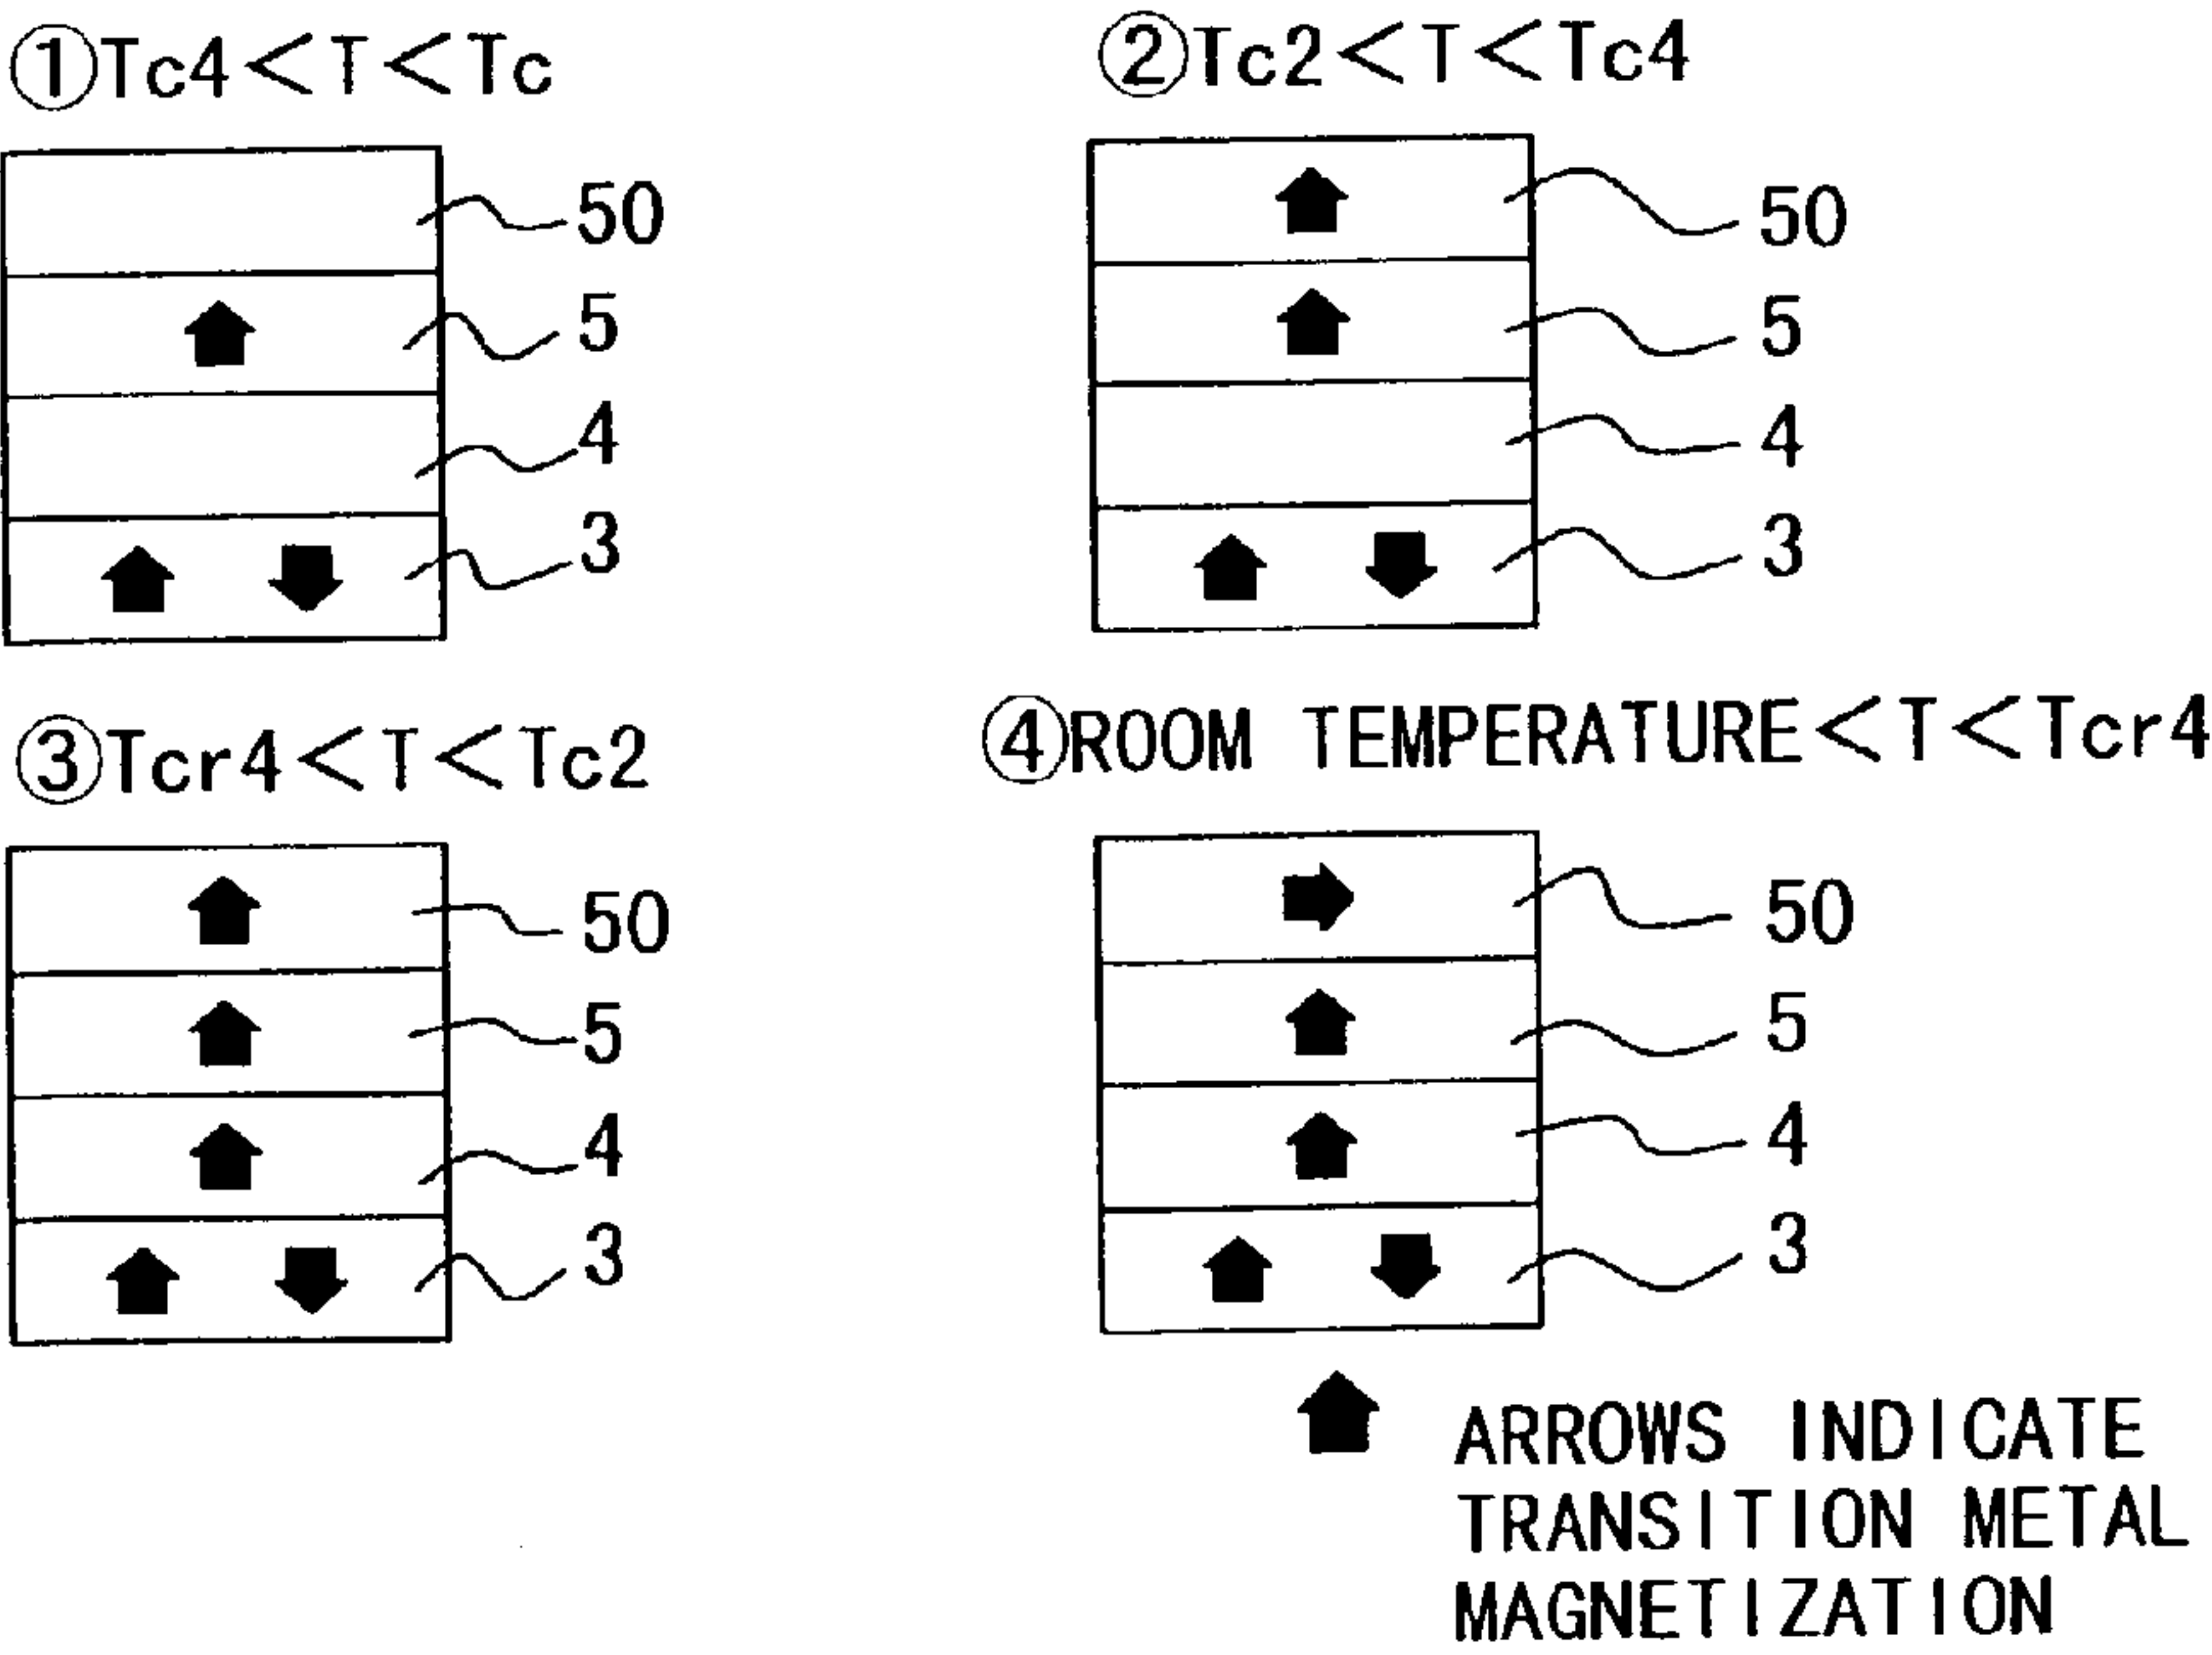 ①Tc4<T<Tc
50
5
4
3
②Tc2<T<Tc4
50
5
4
3
③Tcr4<T<Tc2
50
5
4
3
④ROOM TEMPERATURE<T<Tcr4
50
5
4
3
ARROWS INDICATE
TRANSITION METAL
MAGNETIZATION